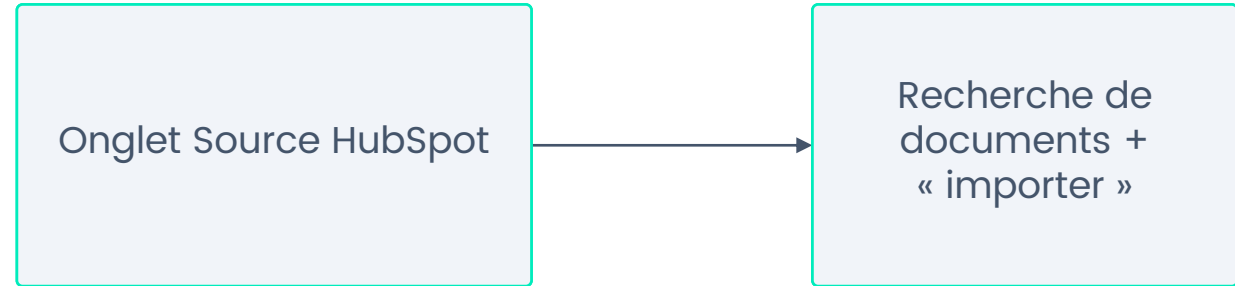 Onglet Source HubSpot
Recherche de
documents +
« importer »